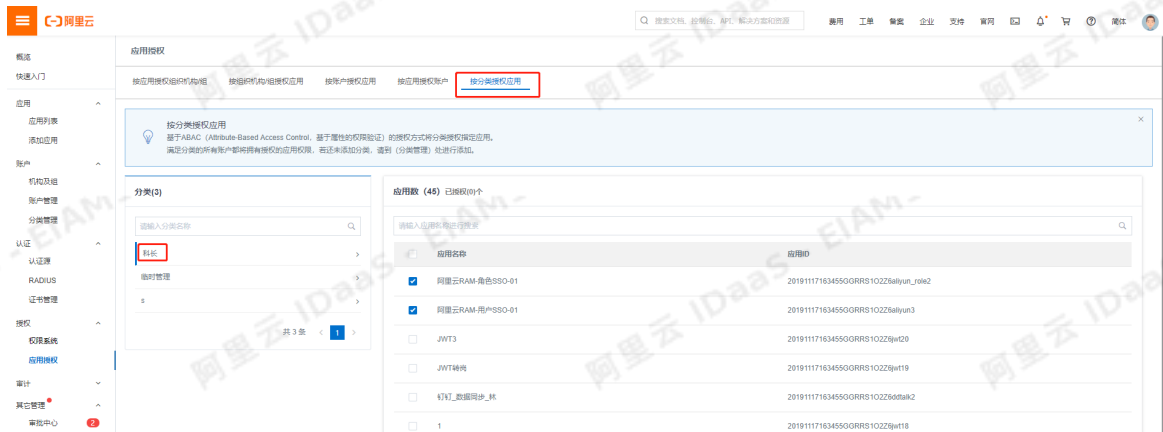 阿里云
搜索文档、控制台、API、解决方案和资源
费用 工单 备案 企业 支持 官网 简体
概览
快速入门
应用
应用列表
添加应用
账户
机构及组
账户管理
分类管理
认证
认证源
RADIUS
证书管理
授权
权限系统
应用授权
审计
其它管理
审批中心 2
应用授权
按应用授权组织机构/组 按组织机构/组授权应用 按账户授权应用 按应用授权账户 按分类授权应用
按分类授权应用
基于ABAC（Attribute-Based Access Control，基于属性的权限验证）的授权方式将分类授权指定应用。
满足分类的所有账户都将拥有授权的应用权限，若还未添加分类，请到（分类管理）处进行添加。
分类(3)
请输入分类名称
科长
临时管理
s
共 3 条 1
应用数（45）已授权(0)个
请输入应用名称进行搜索
应用名称 应用ID
阿里云RAM-角色SSO-01 20191117163455GGRRS1O2Z6aliyun_role2
阿里云RAM-用户SSO-01 20191117163455GGRRS1O2Z6aliyun3
JWT3 20191117163455GGRRS1O2Z6jwt20
JWT转岗 20191117163455GGRRS1O2Z6jwt19
钉钉_数据同步_林 20191117163455GGRRS1O2Z6ddtalk2
1 20191117163455GGRRS1O2Z6jwt18
阿里云 IDaaS EIAM